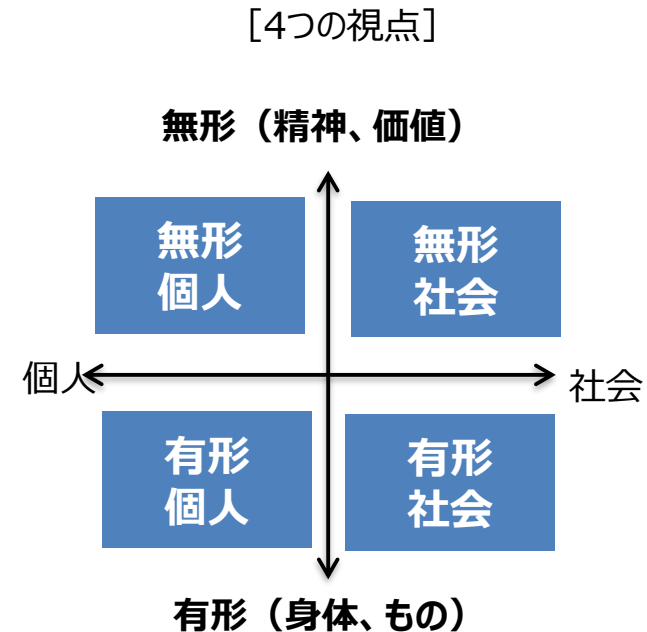 [4つの視点]
無形(精神、価値)
無形
個人
無形
社会
個人
社会
有形
個人
有形
社会
有形(身体、もの)